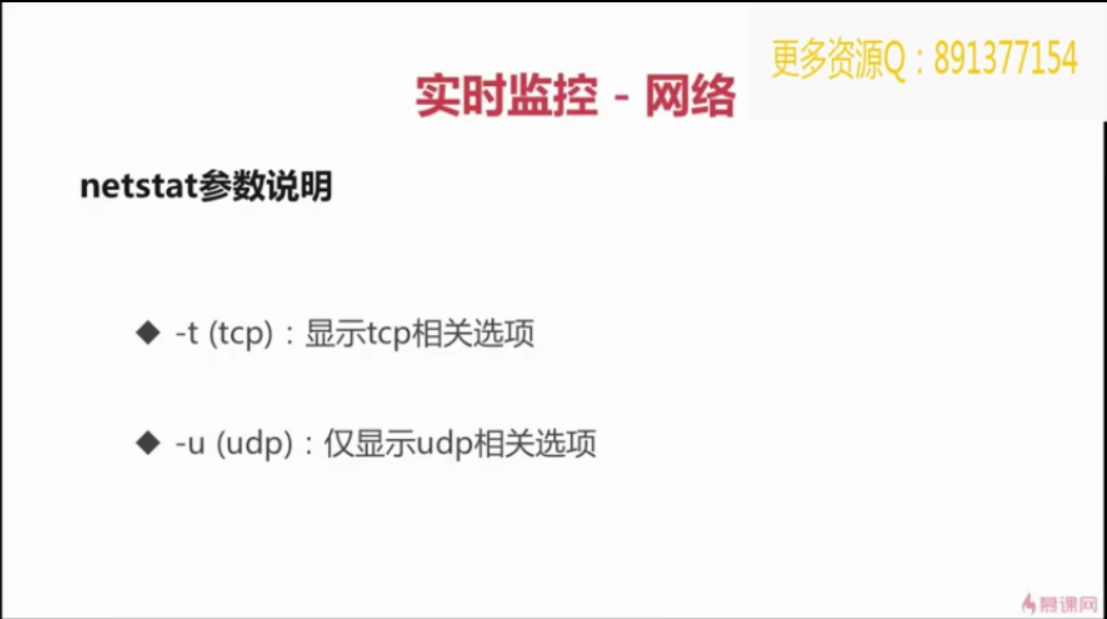 更多资源Q：891377154
实时监控 - 网络
netstat参数说明
◆ -t (tcp)：显示tcp相关选项
◆ -u (udp)：仅显示udp相关选项
慕课网